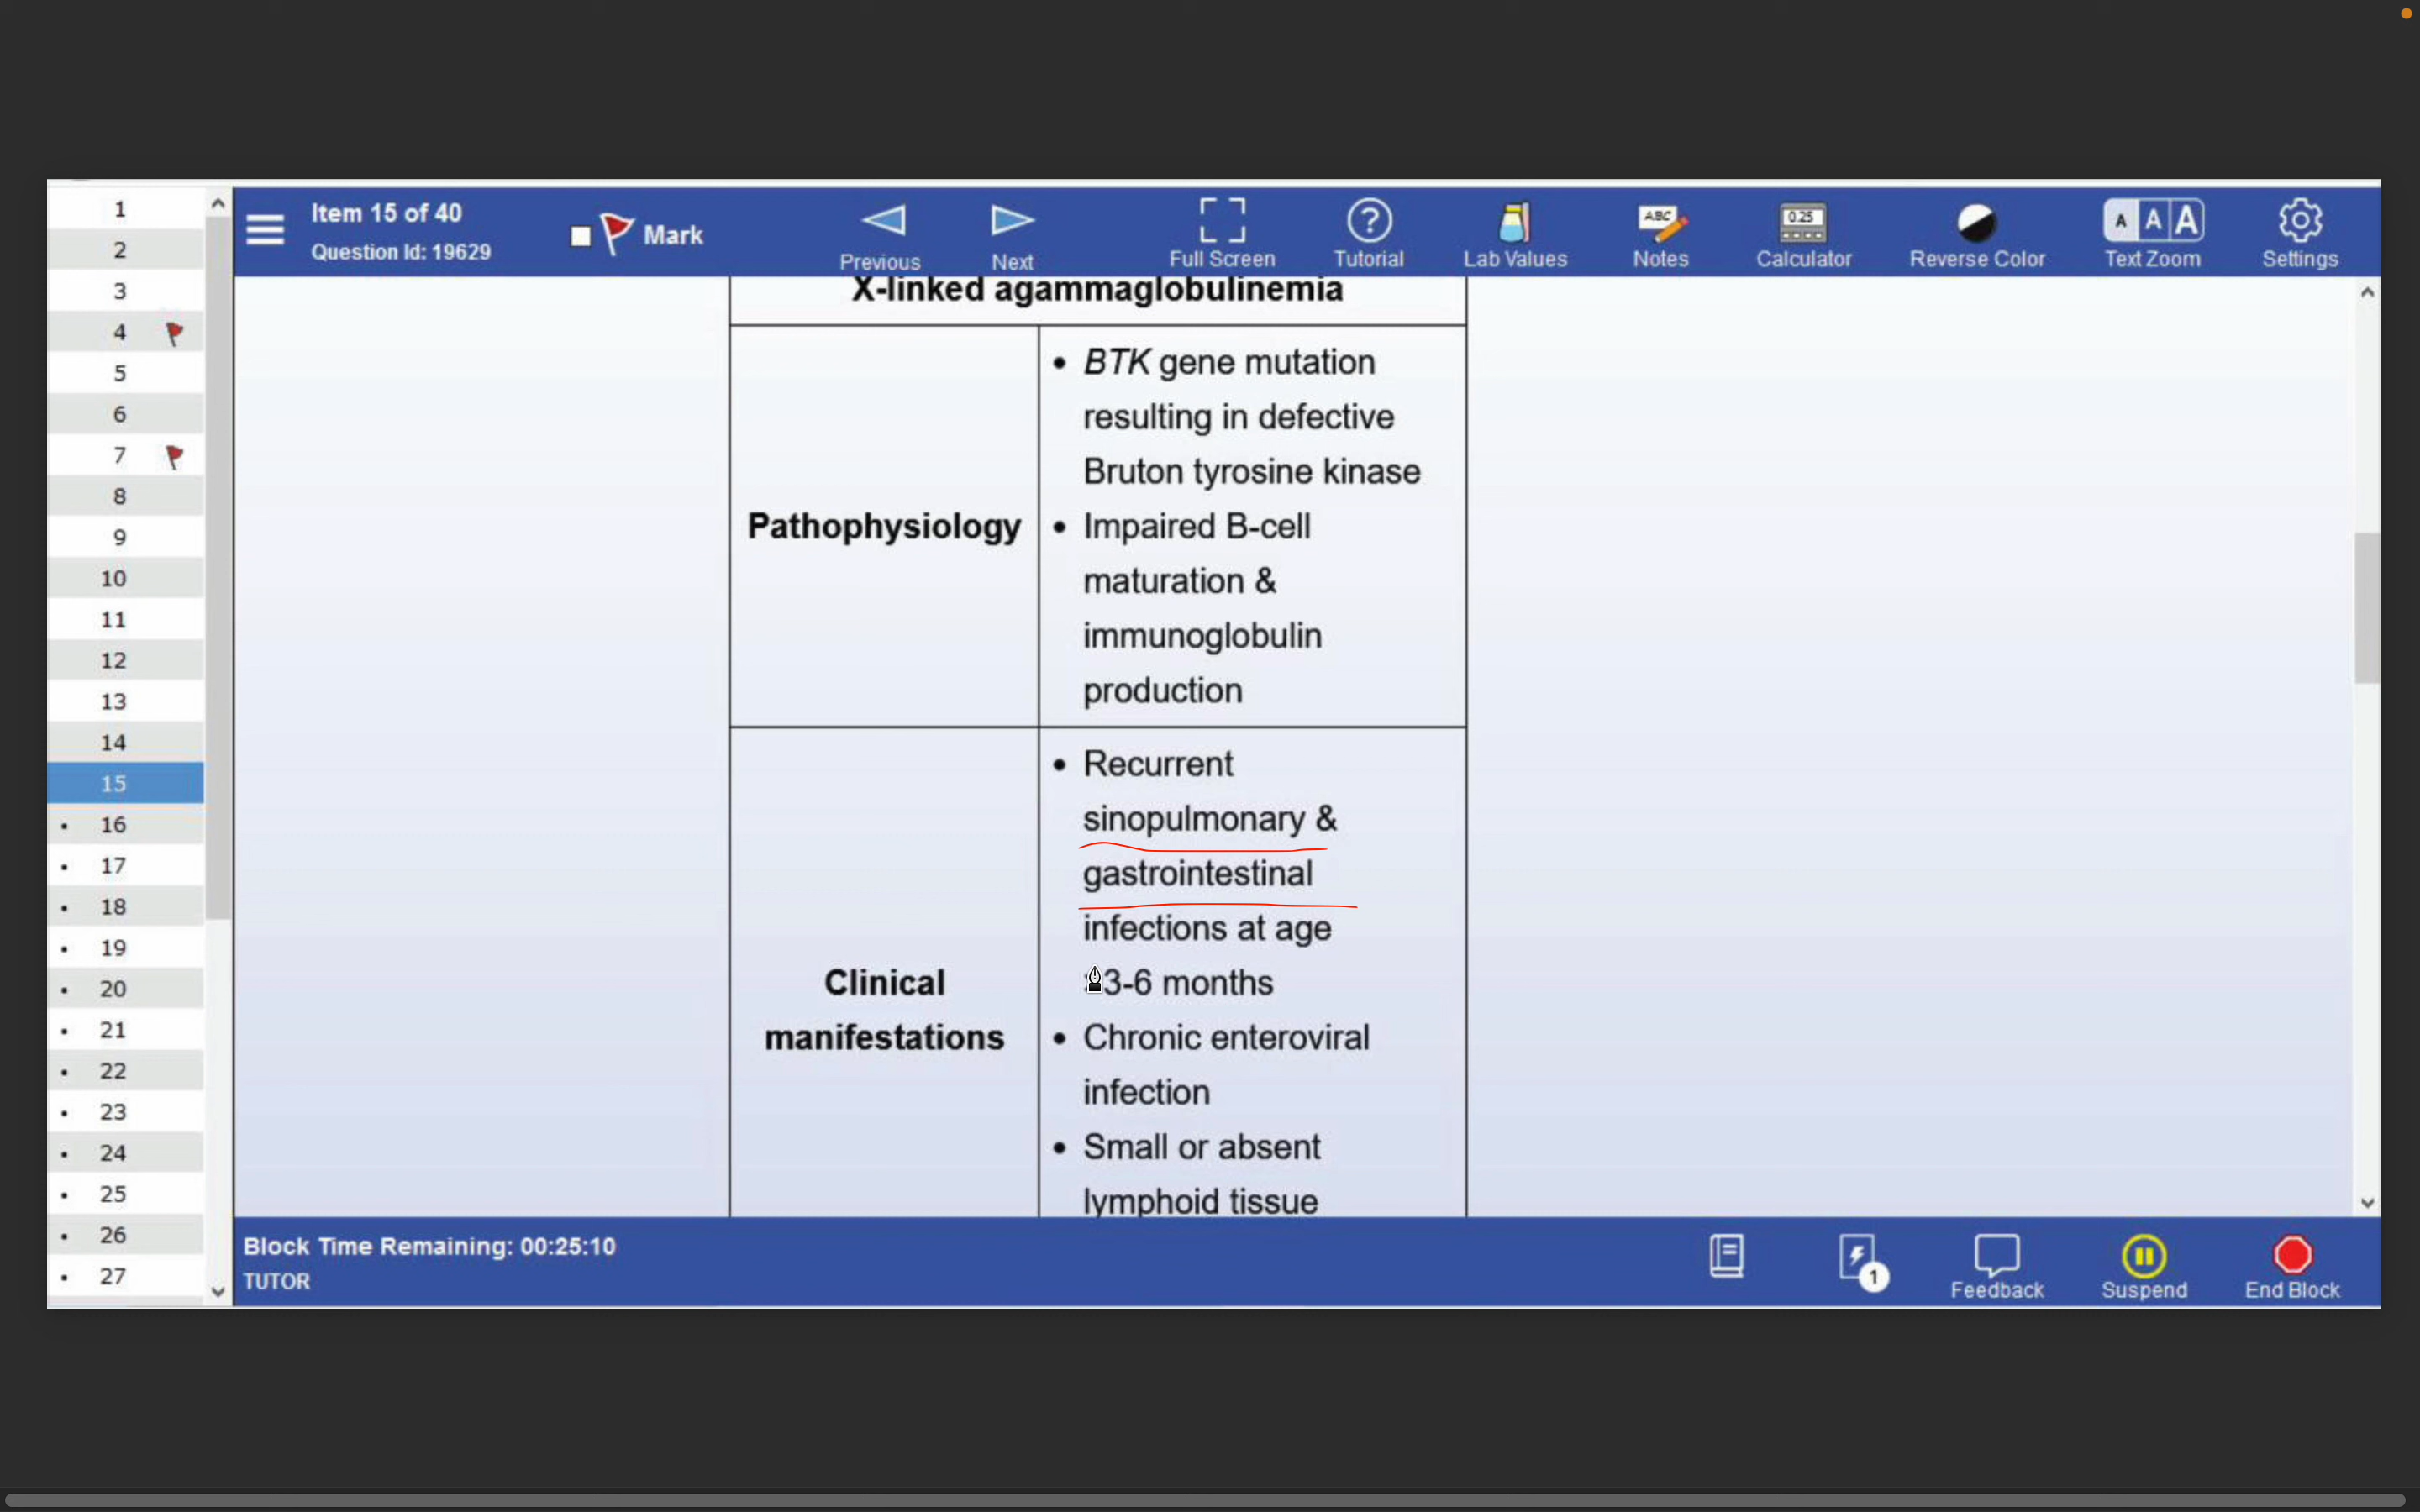 1
2
3
4
5
6
7
8
9
10
11
12
13
14
15
16
17
18
19
20
21
22
23
24
25
26
27
Item 15 of 40
Question Id: 19629
Mark
Previous
Next
Full Screen
Tutorial
ABC
Lab Values
Notes
0.25
Calculator
Reverse Color
A A A
Text Zoom
Settings
X-linked agammaglobulinemia
Pathophysiology
• BTK gene mutation
resulting in defective
Bruton tyrosine kinase
• Impaired B-cell
maturation &
immunoglobulin
production
Clinical
manifestations
• Recurrent
sinopulmonary &
gastrointestinal
infections at age
3-6 months
• Chronic enteroviral
infection
• Small or absent
lymphoid tissue
Block Time Remaining: 00:25:10
TUTOR
1
Feedback
Suspend
End Block